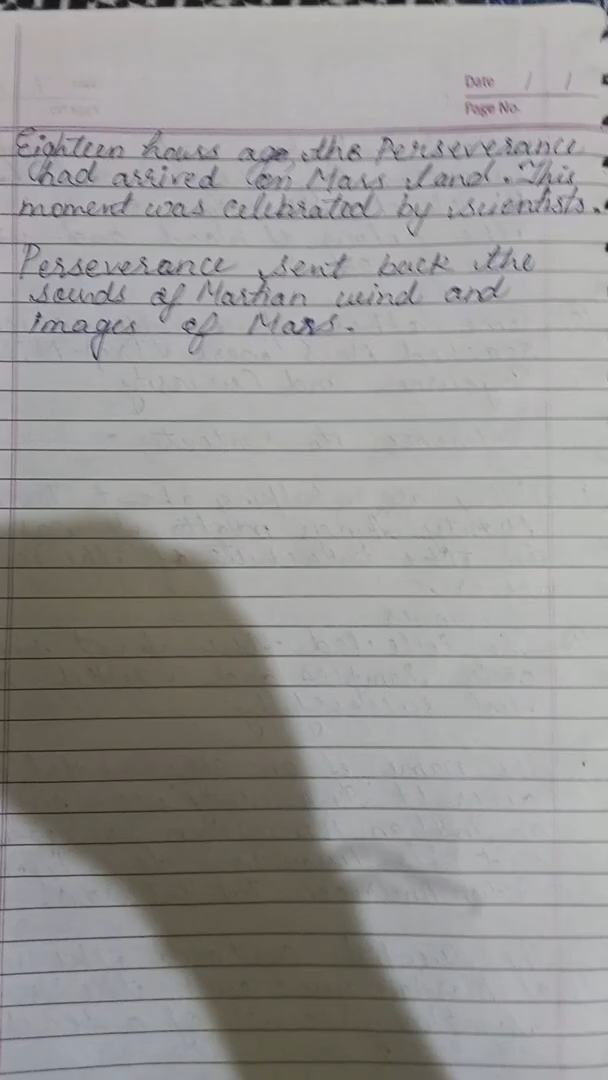 Date / /
Page No.
Eighteen hours ago, the Perseverance
had arrived on Mars land. This
moment was celebrated by scientists.
Perseverance sent back the
sounds of Martian wind and
images of Mars.